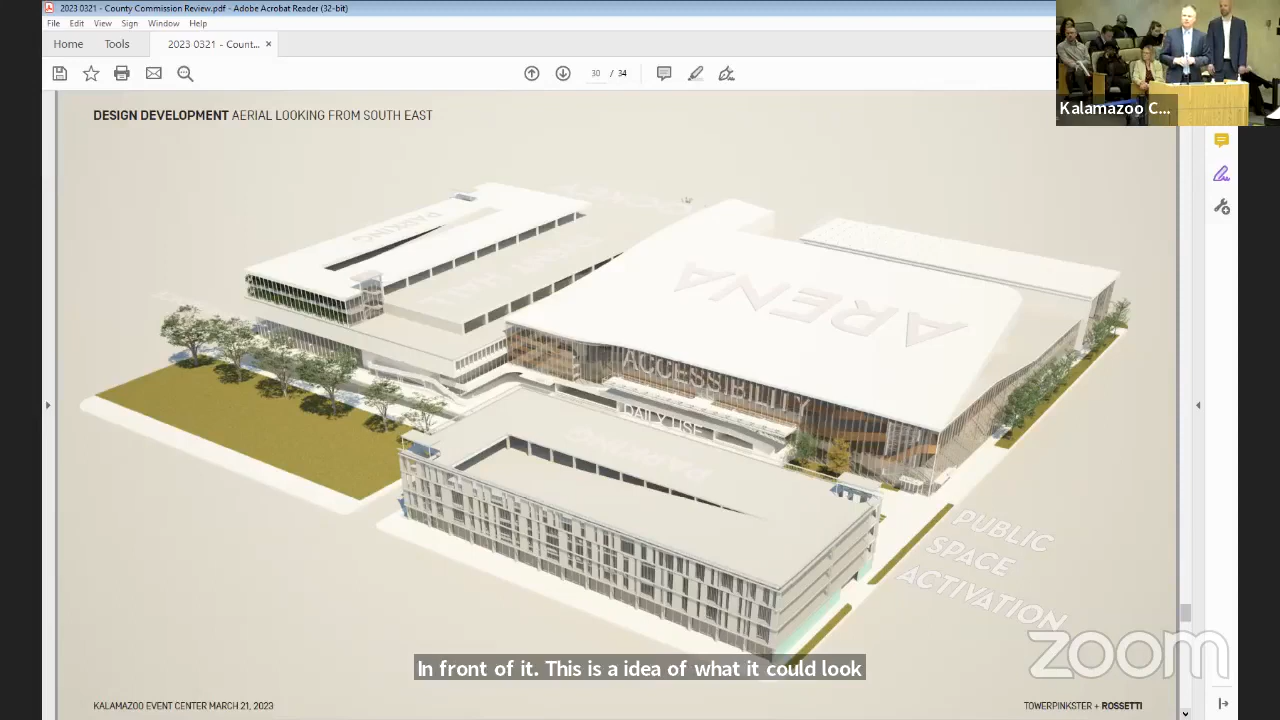 2023 0321 - County Commission Review.pdf - Adobe Acrobat Reader (32-bit)
File Edit View Sign Window Help
Home Tools 2023 0321 - Count... ×
30 / 34
Kalamazoo C...
DESIGN DEVELOPMENT AERIAL LOOKING FROM SOUTH EAST
PARKING
ARENA
ACCESSIBILITY
DAILY USE
PARKING
PUBLIC
SPACE
ACTIVATION
zoom
In front of it. This is a idea of what it could look
KALAMAZOO EVENT CENTER MARCH 21, 2023
TOWERPINKSTER + ROSSETTI